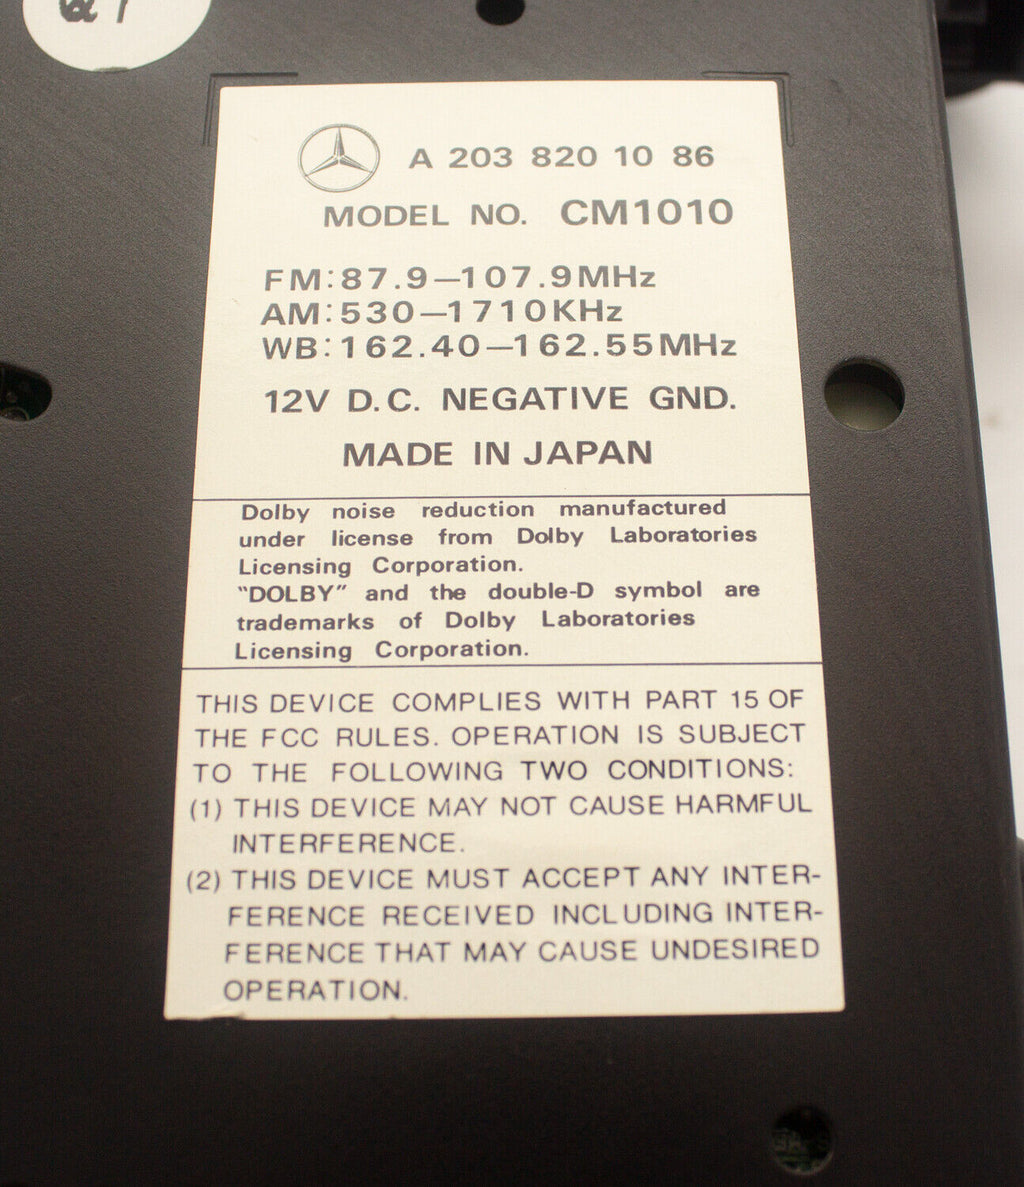 A 203 820 10 86
MODEL NO. CM1010
FM:87.9—107.9MHz
AM:530—1710KHz
WB:162.40—162.55MHz
12V D.C. NEGATIVE GND.
MADE IN JAPAN
Dolby noise reduction manufactured
under license from Dolby Laboratories
Licensing Corporation.
“DOLBY” and the double-D symbol are
trademarks of Dolby Laboratories
Licensing Corporation.
THIS DEVICE COMPLIES WITH PART 15 OF
THE FCC RULES. OPERATION IS SUBJECT
TO THE FOLLOWING TWO CONDITIONS:
(1) THIS DEVICE MAY NOT CAUSE HARMFUL
INTERFERENCE.
(2) THIS DEVICE MUST ACCEPT ANY INTER-
FERENCE RECEIVED INCLUDING INTER-
FERENCE THAT MAY CAUSE UNDESIRED
OPERATION.